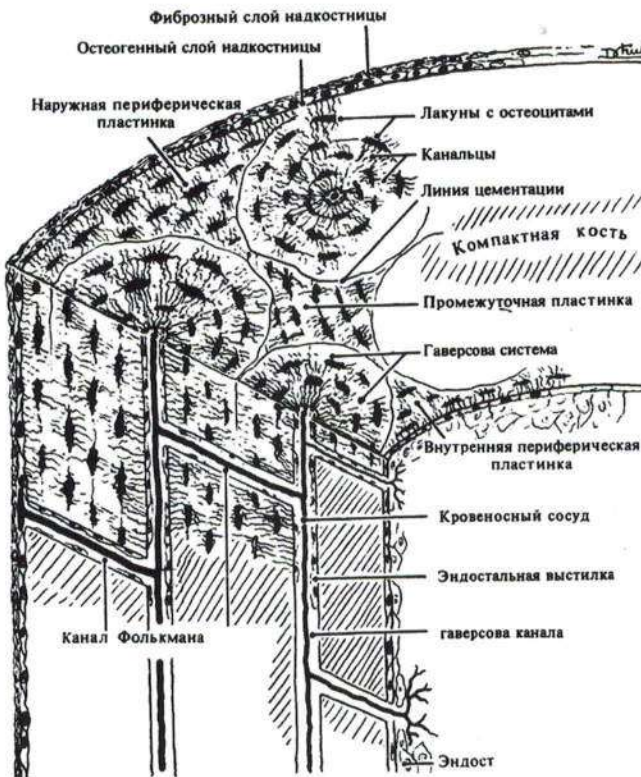 Фиброзный слой надкостницы
Остеогенный слой надкостницы
Наружная периферическая
пластинка
Лакуны с остеоцитами
Канальцы
Линия цементации
Компактная кость
Промежуточная пластинка
Гаверсова система
Внутренняя периферическая
пластинка
Кровеносный сосуд
Эндостальная выстилка
Канал Фолькмана
гаверсова канала
Эндост